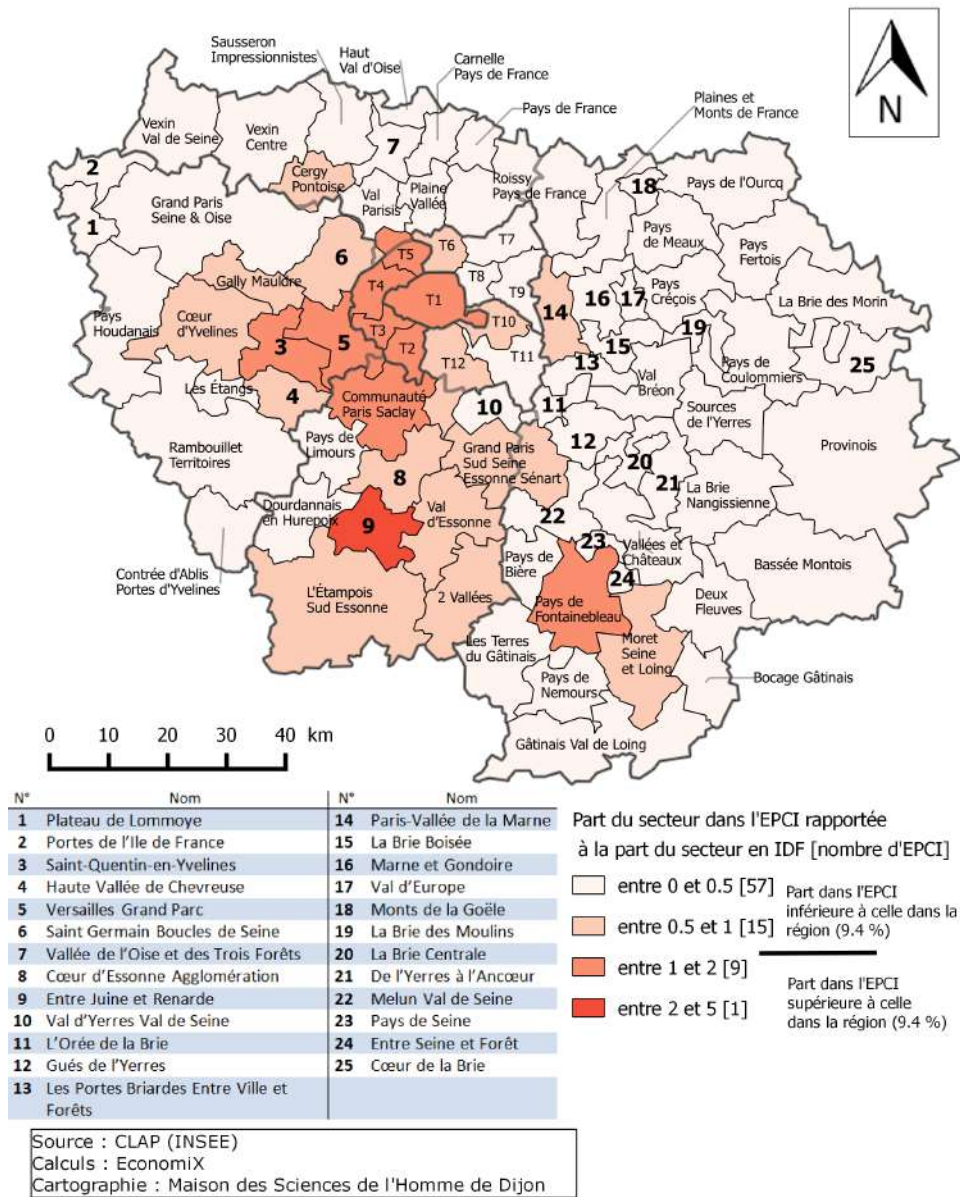 Sausseron
Impressionnistes
Haut
Val d'Oise
Carnelle
Pays de France
Pays de France
Plaines et
Monts de France
N
Vexin
Val de Seine
Vexin
Centre
7
2
Cergy
Pontoise
Val
Parisis
Plaine
Vallée
Roissy
Pays de France
18
Pays de l'Ourcq
Grand Paris
Seine & Oise
1
6
T5
T6
T7
Pays
de Meaux
Pays
Fertois
Gally Mauldre
T4
T1
T8
T9
14
16
17
Pays
Créçois
La Brie des Morin
Pays
Houdanais
Cœur
d'Yvelines
3
5
T3
T2
T10
T12
T11
13
15
19
25
Les Étangs
4
Communauté
Paris Saclay
10
11
Val
Bréon
Pays de
Coulommiers
Rambouillet
Territoires
Pays de
Limours
8
Grand Paris
Sud Seine
Essonne Sénart
12
20
21
Sources
de l'Yerres
Provinois
Dourdannais
en Hurepoix
9
Val
d'Essonne
22
La Brie
Nangissienne
Contrée d'Ablis
Portes d'Yvelines
L'Étampois
Sud Essonne
2 Vallées
Pays de
Bière
23
Vallées et
Châteaux
24
Bassée Montois
Pays de
Fontainebleau
Deux
Fleuves
Les Terres
du Gâtinais
Moret
Seine
et Loing
Pays de
Nemours
Bocage Gâtinais
Gâtinais Val de Loing
0 10 20 30 40 km
N° Nom
1 Plateau de Lommoye
2 Portes de l'Ile de France
3 Saint-Quentin-en-Yvelines
4 Haute Vallée de Chevreuse
5 Versailles Grand Parc
6 Saint Germain Boucles de Seine
7 Vallée de l'Oise et des Trois Forêts
8 Cœur d'Essonne Agglomération
9 Entre Juine et Renarde
10 Val d'Yerres Val de Seine
11 L'Orée de la Brie
12 Gués de l'Yerres
13 Les Portes Briardes Entre Ville et
Forêts
N° Nom
14 Paris-Vallée de la Marne
15 La Brie Boisée
16 Marne et Gondoire
17 Val d'Europe
18 Monts de la Goële
19 La Brie des Moulins
20 La Brie Centrale
21 De l'Yerres à l'Ancœur
22 Melun Val de Seine
23 Pays de Seine
24 Entre Seine et Forêt
25 Cœur de la Brie
Part du secteur dans l'EPCI rapportée
à la part du secteur en IDF [nombre d'EPCI]
entre 0 et 0.5 [57]
entre 0.5 et 1 [15]
entre 1 et 2 [9]
entre 2 et 5 [1]
Part dans l'EPCI
inférieure à celle dans la
région (9.4 %)
Part dans l'EPCI
supérieure à celle
dans la région (9.4 %)
Source : CLAP (INSEE)
Calculs : EconomiX
Cartographie : Maison des Sciences de l'Homme de Dijon